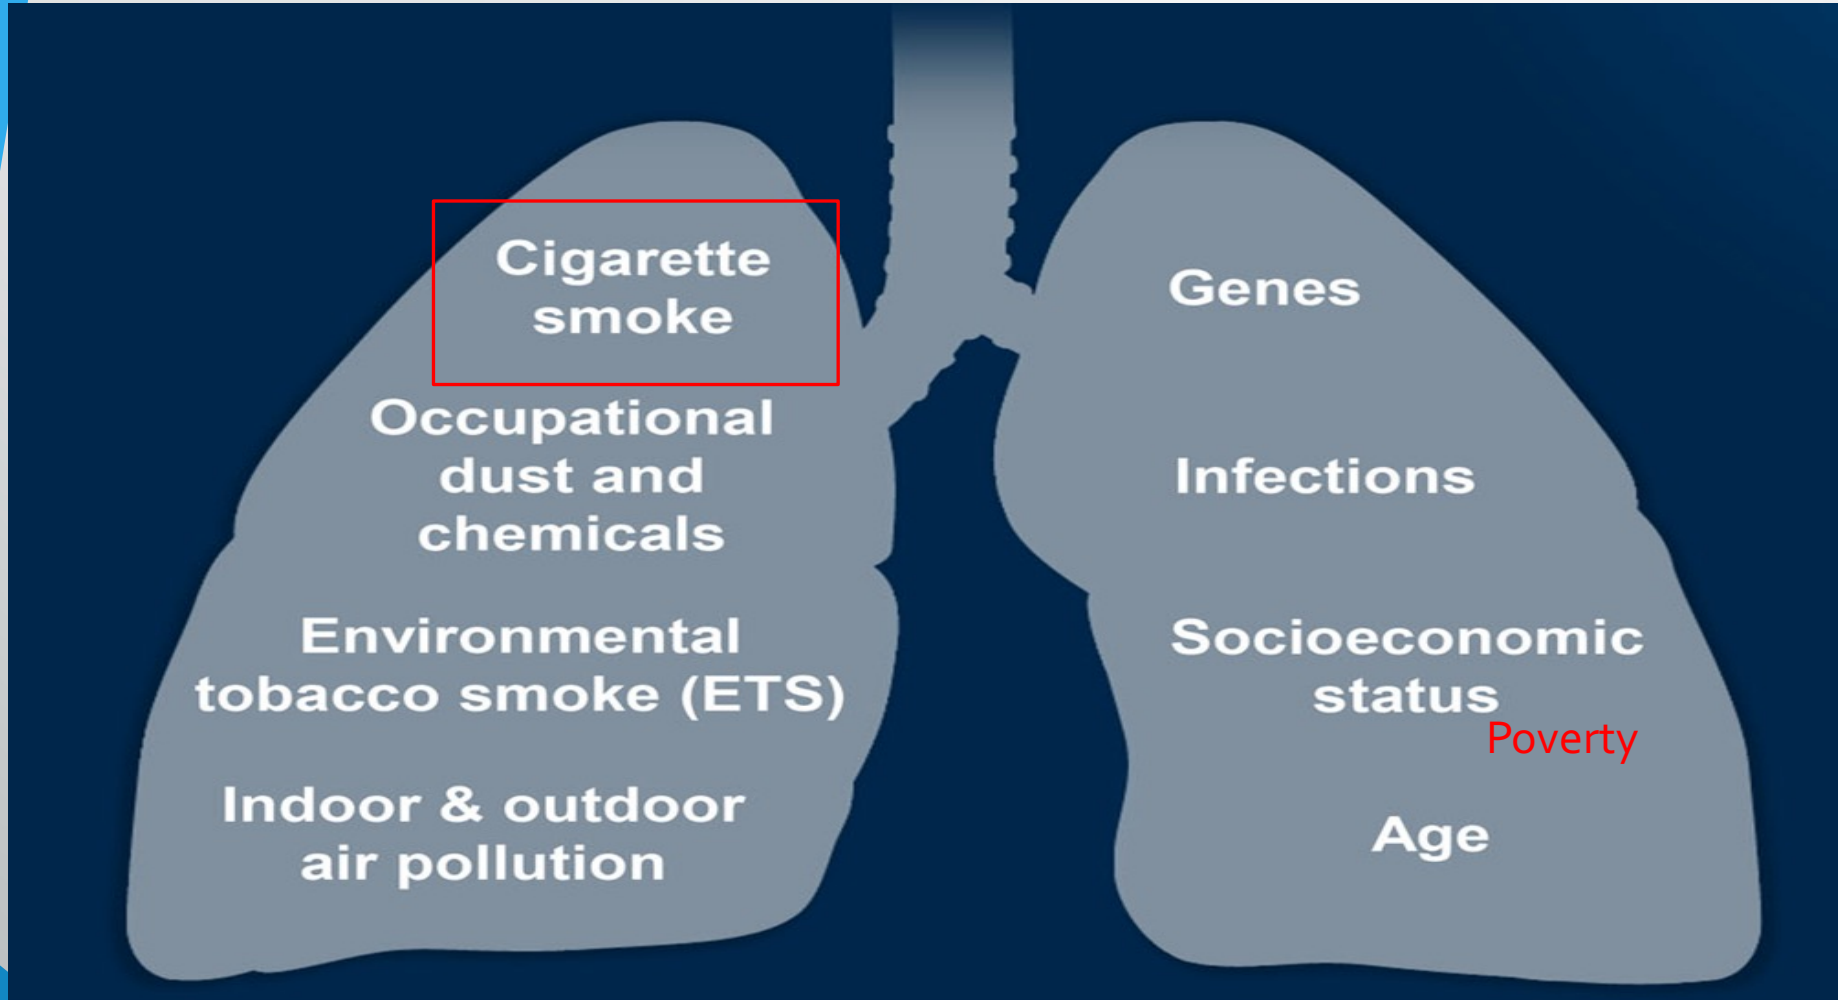 Cigarette
smoke
Occupational
dust and
chemicals
Environmental
tobacco smoke (ETS)
Indoor & outdoor
air pollution
Genes
Infections
Socioeconomic
status
Poverty
Age